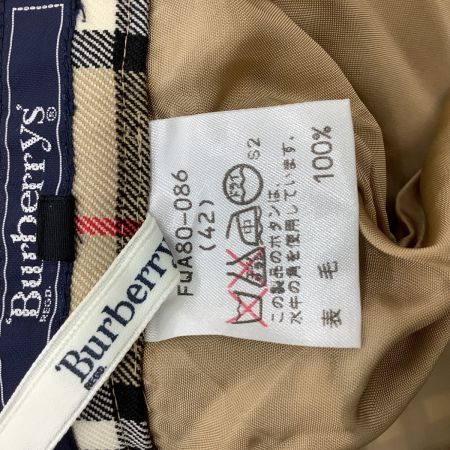 Burberrys®
REGD.
Burberry
REGD.
FWA80-086
(42)
62
この製品のボタンは、
水牛の角を使用しています。
表 毛 100%